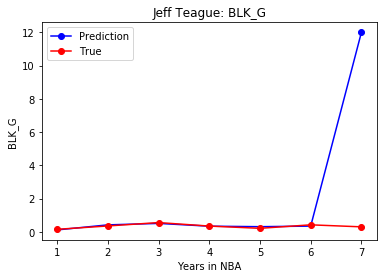 Jeff Teague: BLK_G
Prediction
True
BLK_G
12
10
8
6
4
2
0
1 2 3 4 5 6 7
Years in NBA